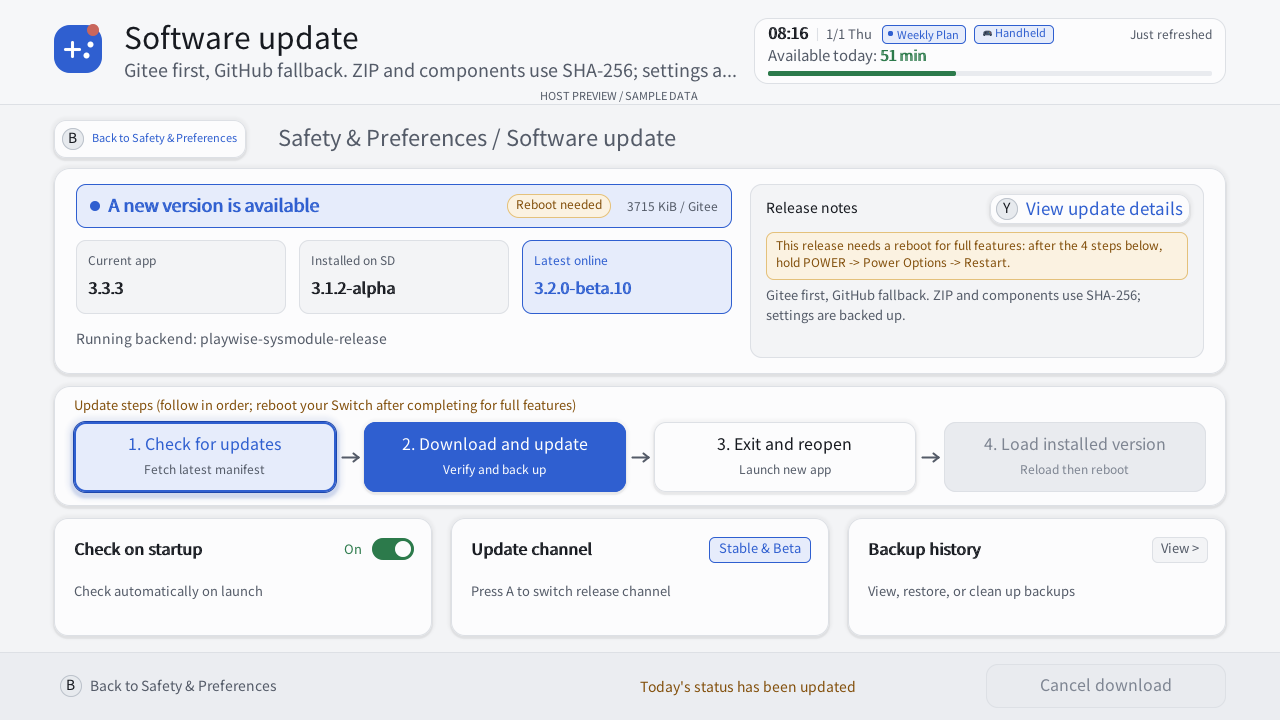 Software update
Gitee first, GitHub fallback. ZIP and components use SHA-256; settings a...
08:16 1/1 Thu Weekly Plan Handheld Just refreshed
Available today: 51 min
HOST PREVIEW / SAMPLE DATA
B Back to Safety & Preferences
Safety & Preferences / Software update
A new version is available Reboot needed 3715 KiB / Gitee
Current app
3.3.3
Installed on SD
3.1.2-alpha
Latest online
3.2.0-beta.10
Running backend: playwise-sysmodule-release
Release notes
Y View update details
This release needs a reboot for full features: after the 4 steps below,
hold POWER -> Power Options -> Restart.
Gitee first, GitHub fallback. ZIP and components use SHA-256;
settings are backed up.
Update steps (follow in order; reboot your Switch after completing for full features)
1. Check for updates
Fetch latest manifest
2. Download and update
Verify and back up
3. Exit and reopen
Launch new app
4. Load installed version
Reload then reboot
Check on startup On
Check automatically on launch
Update channel Stable & Beta
Press A to switch release channel
Backup history View >
View, restore, or clean up backups
B Back to Safety & Preferences
Today's status has been updated
Cancel download